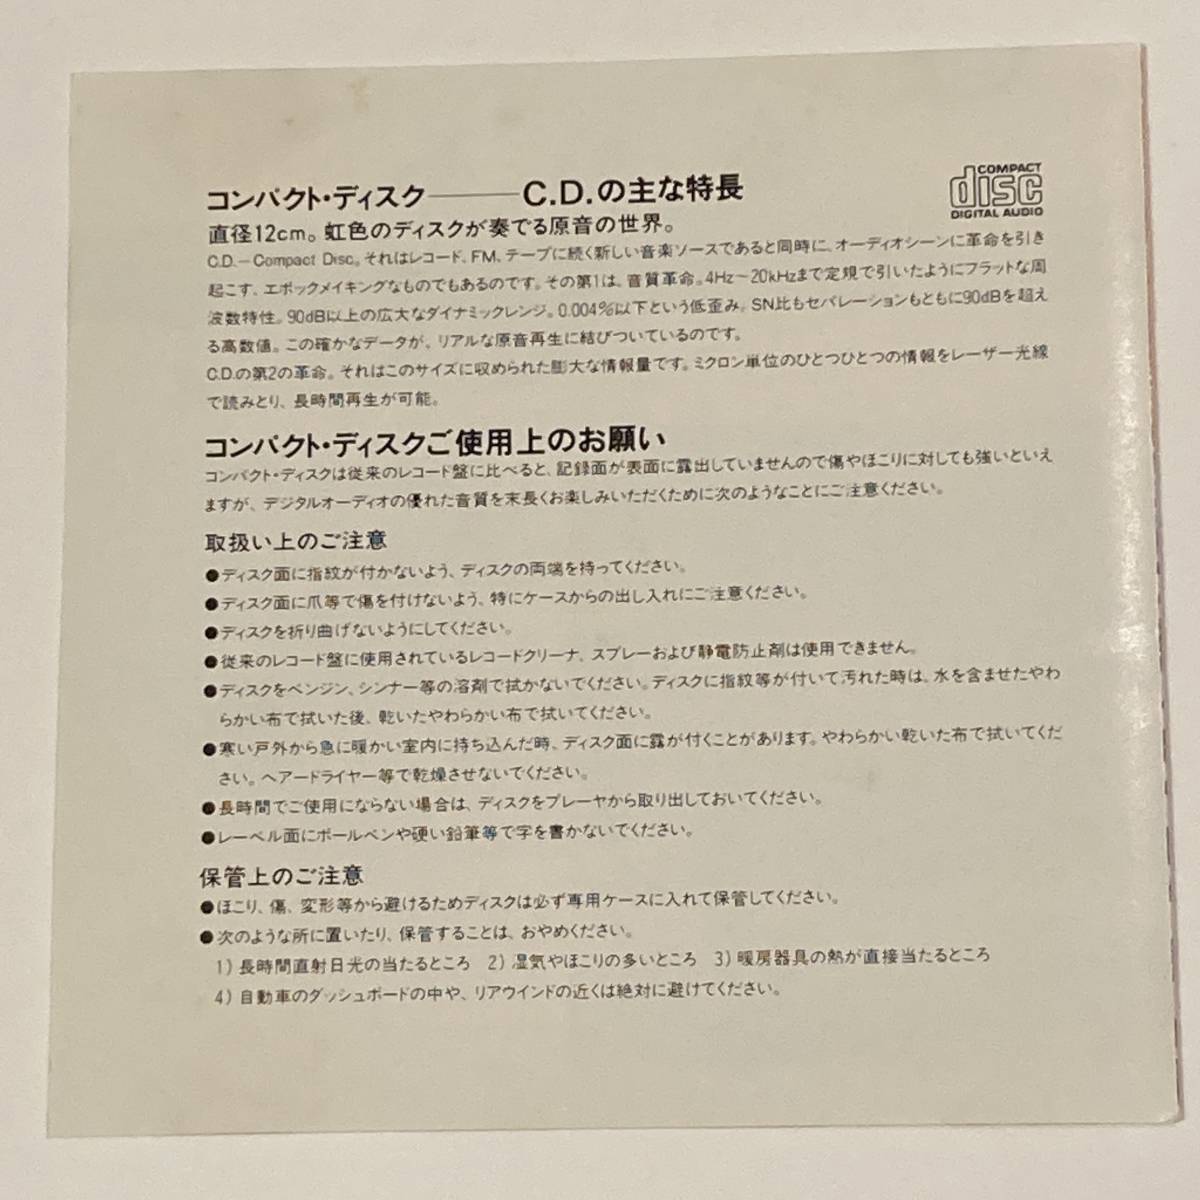 コンパクト・ディスク───C.D.の主な特長
COMPACT
disc
DIGITAL AUDIO
直径12cm。虹色のディスクが奏でる原音の世界。
C.D.－Compact Disc。それはレコード、FM、テープに続く新しい音楽ソースであると同時に、オーディオシーンに革命を引き
起こす、エポックメイキングなものでもあるのです。その第1は、音質革命。4Hz～20kHzまで定規で引いたようにフラットな周
波数特性。90dB以上の広大なダイナミックレンジ。0.004%以下という低歪み。SN比もセパレーションもともに90dBを超え
る高数値。この確かなデータが、リアルな原音再生に結びついているのです。
C.D.の第2の革命。それはこのサイズに収められた膨大な情報量です。ミクロン単位のひとつひとつの情報をレーザー光線
で読みとり、長時間再生が可能。
コンパクト・ディスクご使用上のお願い
コンパクト・ディスクは従来のレコード盤に比べると、記録面が表面に露出していませんので傷やほこりに対しても強いといえ
ますが、デジタルオーディオの優れた音質を末長くお楽しみいただくために次のようなことにご注意ください。
取扱い上のご注意
●ディスク面に指紋が付かないよう、ディスクの両端を持ってください。
●ディスク面に爪等で傷を付けないよう、特にケースからの出し入れにご注意ください。
●ディスクを折り曲げないようにしてください。
●従来のレコード盤に使用されているレコードクリーナ、スプレーおよび静電防止剤は使用できません。
●ディスクをベンジン、シンナー等の溶剤で拭かないでください。ディスクに指紋等が付いて汚れた時は、水を含ませたやわ
らかい布で拭いた後、乾いたやわらかい布で拭いてください。
●寒い戸外から急に暖かい室内に持ち込んだ時、ディスク面に露が付くことがあります。やわらかい乾いた布で拭いてくだ
さい。ヘアードライヤー等で乾燥させないでください。
●長時間でご使用にならない場合は、ディスクをプレーヤから取り出しておいてください。
●レーベル面にボールペンや硬い鉛筆等で字を書かないでください。
保管上のご注意
●ほこり、傷、変形等から避けるためディスクは必ず専用ケースに入れて保管してください。
●次のような所に置いたり、保管することは、おやめください。
1) 長時間直射日光の当たるところ 2) 湿気やほこりの多いところ 3) 暖房器具の熱が直接当たるところ
4) 自動車のダッシュボードの中や、リアウインドの近くは絶対に避けてください。